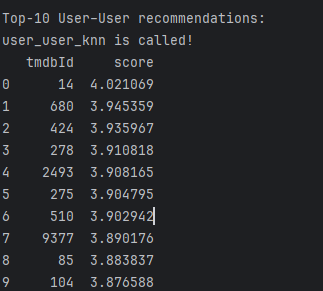 Top-10 User–User recommendations:
user_user_knn is called!
tmdbId score
0 14 4.021069
1 680 3.945359
2 424 3.935967
3 278 3.910818
4 2493 3.908165
5 275 3.904795
6 510 3.902942
7 9377 3.890176
8 85 3.883837
9 104 3.876588